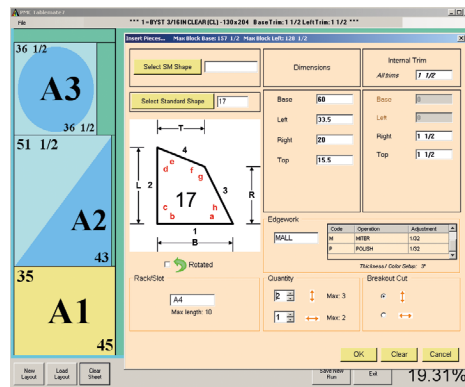 File
*** 1=BYST 3/16IN CLEAR(CL)-130x204 Base Trim: 1 1/2 Left Trim: 1 1/2 ***
Insert Pieces... Max Block Base: 157 1/2 Max Block Left: 128 1/2
36 1/2
A3
36 1/2
51 1/2
A2
43
35
A1
45
Select SM Shape
Dimensions
Internal Trim
All trims 1 1/2
Select Standard Shape 17
T
4
e
d
f
g
L
2
3
R
17
c
b
h
a
1
B
Rotated
Base 60
Left 33.5
Right 20
Top 15.5
Base 0
Left 0
Right 1 1/2
Top 1 1/2
Edgework
MALL
Code Operation Adjustment
M MITER 1/32
P POLISH 1/32
Thickness / Color Setup: 3"
Rack/Slot
A4
Max length: 10
Quantity
2 Max: 3
1 Max: 2
Breakout Cut
OK Clear Cancel
New Layout
Load Layout
Clear Sheet
Save New Run
Exit
19.31%